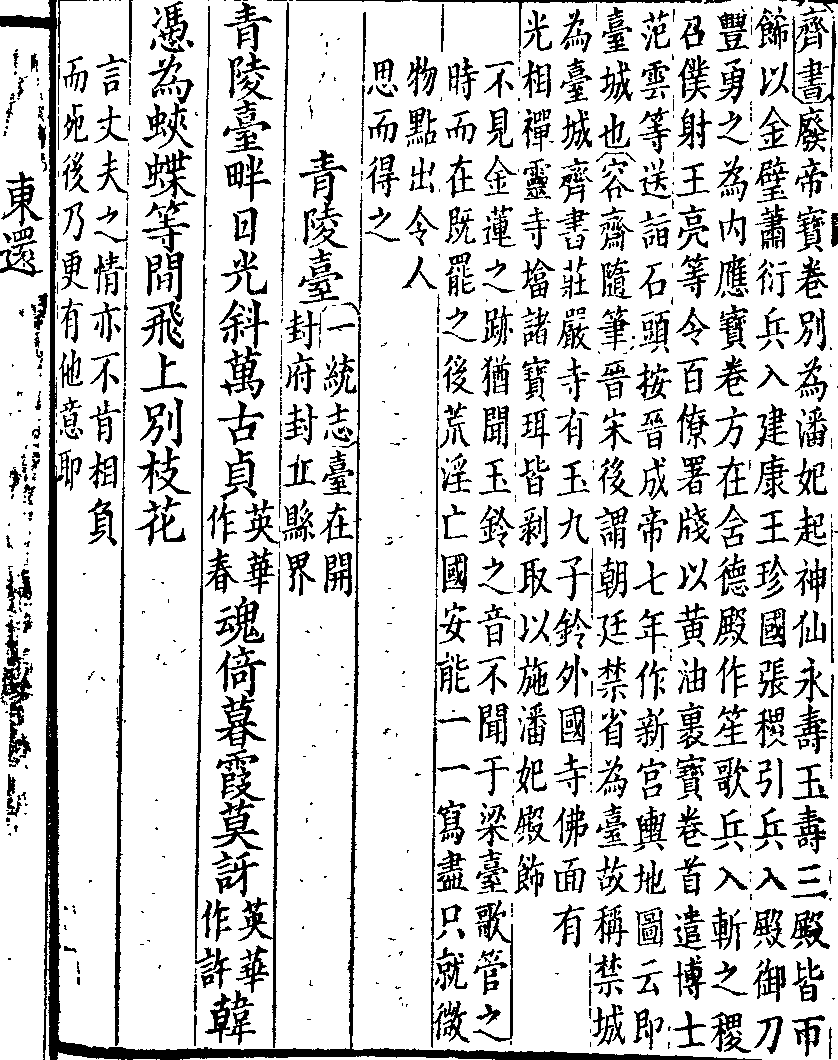 齊書廢帝寶卷別為潘妃起神仙永壽玉壽三殿皆帀
飾以金璧蕭衍兵入建康王珍國張稷引兵入殿御刀
豐勇之為内應寶卷方在含德殿作笙歌兵入斬之稷
召僕射王亮等令百僚署牋以黄油裹寶卷首遣博士
范雲等送詣石頭按晉成帝七年作新宫輿地圖云即
臺城也容齋隨筆晉宋後謂朝廷禁省為臺故稱禁城
為臺城齊書莊嚴寺有玉九子鈴外國寺佛面有
光相禪靈寺塔諸寶珥皆剥取以施潘妃殿飾
不見金蓮之跡猶聞玉鈴之音不聞于梁臺歌管之
時而在既罷之後荒淫亡國安能一一寫盡只就微
物點出令人
思而得之
青陵臺一統志臺在開
封府封丘縣界
青陵臺畔日光斜萬古貞英華
作春魂倚暮霞莫訝英華
作許韓
憑為蛺蝶等閒飛上別枝花
言丈夫之情亦不肯相負
而死後乃更有他意耶
東還